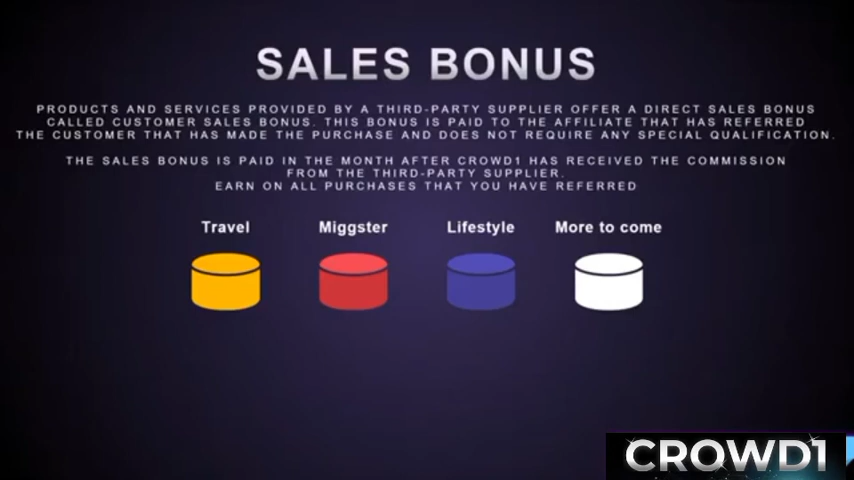 SALES BONUS
PRODUCTS AND SERVICES PROVIDED BY A THIRD-PARTY SUPPLIER OFFER A DIRECT SALES BONUS
CALLED CUSTOMER SALES BONUS. THIS BONUS IS PAID TO THE AFFILIATE THAT HAS REFERRED
THE CUSTOMER THAT HAS MADE THE PURCHASE AND DOES NOT REQUIRE ANY SPECIAL QUALIFICATION.
THE SALES BONUS IS PAID IN THE MONTH AFTER CROWD1 HAS RECEIVED THE COMMISSION
FROM THE THIRD-PARTY SUPPLIER.
EARN ON ALL PURCHASES THAT YOU HAVE REFERRED
Travel Miggster Lifestyle More to come
CROWD1